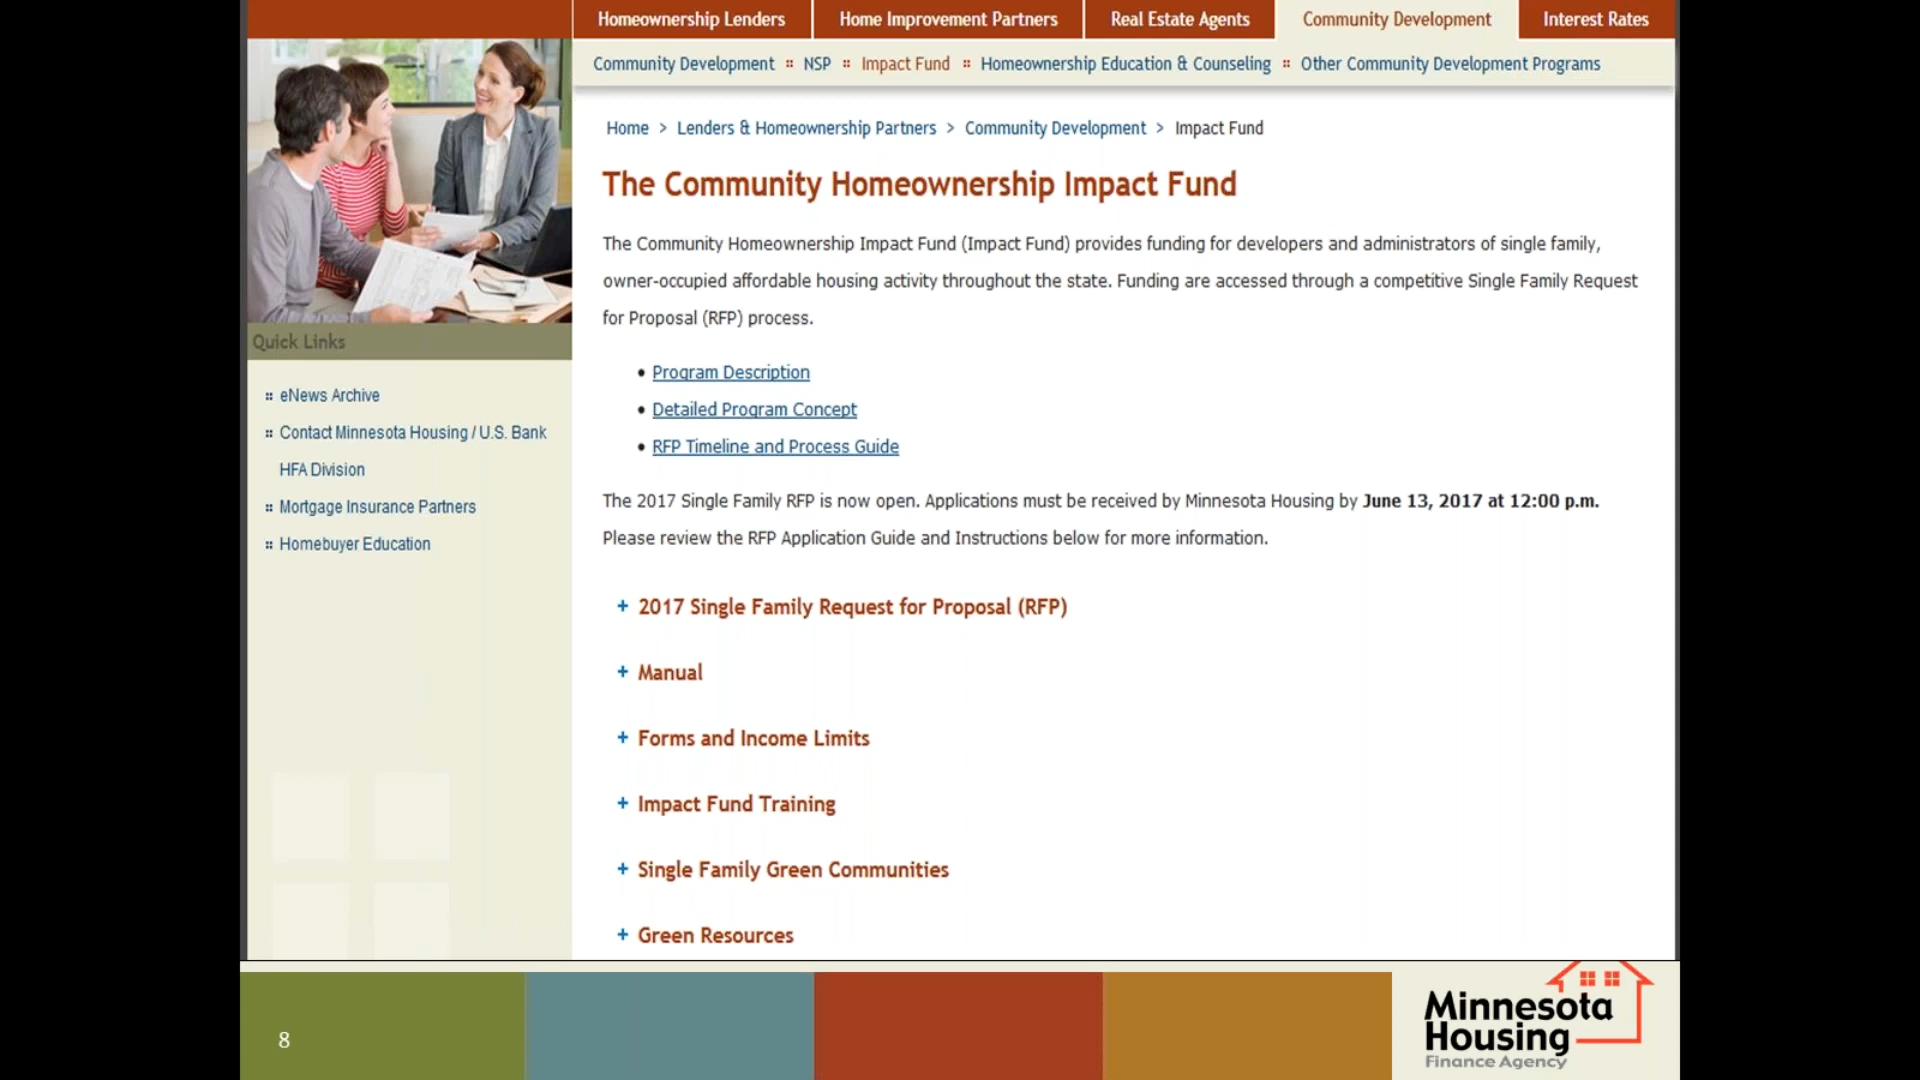 Homeownership Lenders Home Improvement Partners Real Estate Agents Community Development Interest Rates
Community Development NSP Impact Fund Homeownership Education & Counseling Other Community Development Programs
Home > Lenders & Homeownership Partners > Community Development > Impact Fund
The Community Homeownership Impact Fund
The Community Homeownership Impact Fund (Impact Fund) provides funding for developers and administrators of single family,
owner-occupied affordable housing activity throughout the state. Funding are accessed through a competitive Single Family Request
for Proposal (RFP) process.
• Program Description
• Detailed Program Concept
• RFP Timeline and Process Guide
The 2017 Single Family RFP is now open. Applications must be received by Minnesota Housing by June 13, 2017 at 12:00 p.m.
Please review the RFP Application Guide and Instructions below for more information.
+ 2017 Single Family Request for Proposal (RFP)
+ Manual
+ Forms and Income Limits
+ Impact Fund Training
+ Single Family Green Communities
+ Green Resources
Quick Links
eNews Archive
Contact Minnesota Housing / U.S. Bank
HFA Division
Mortgage Insurance Partners
Homebuyer Education
8
Minnesota
Housing
Finance Agency